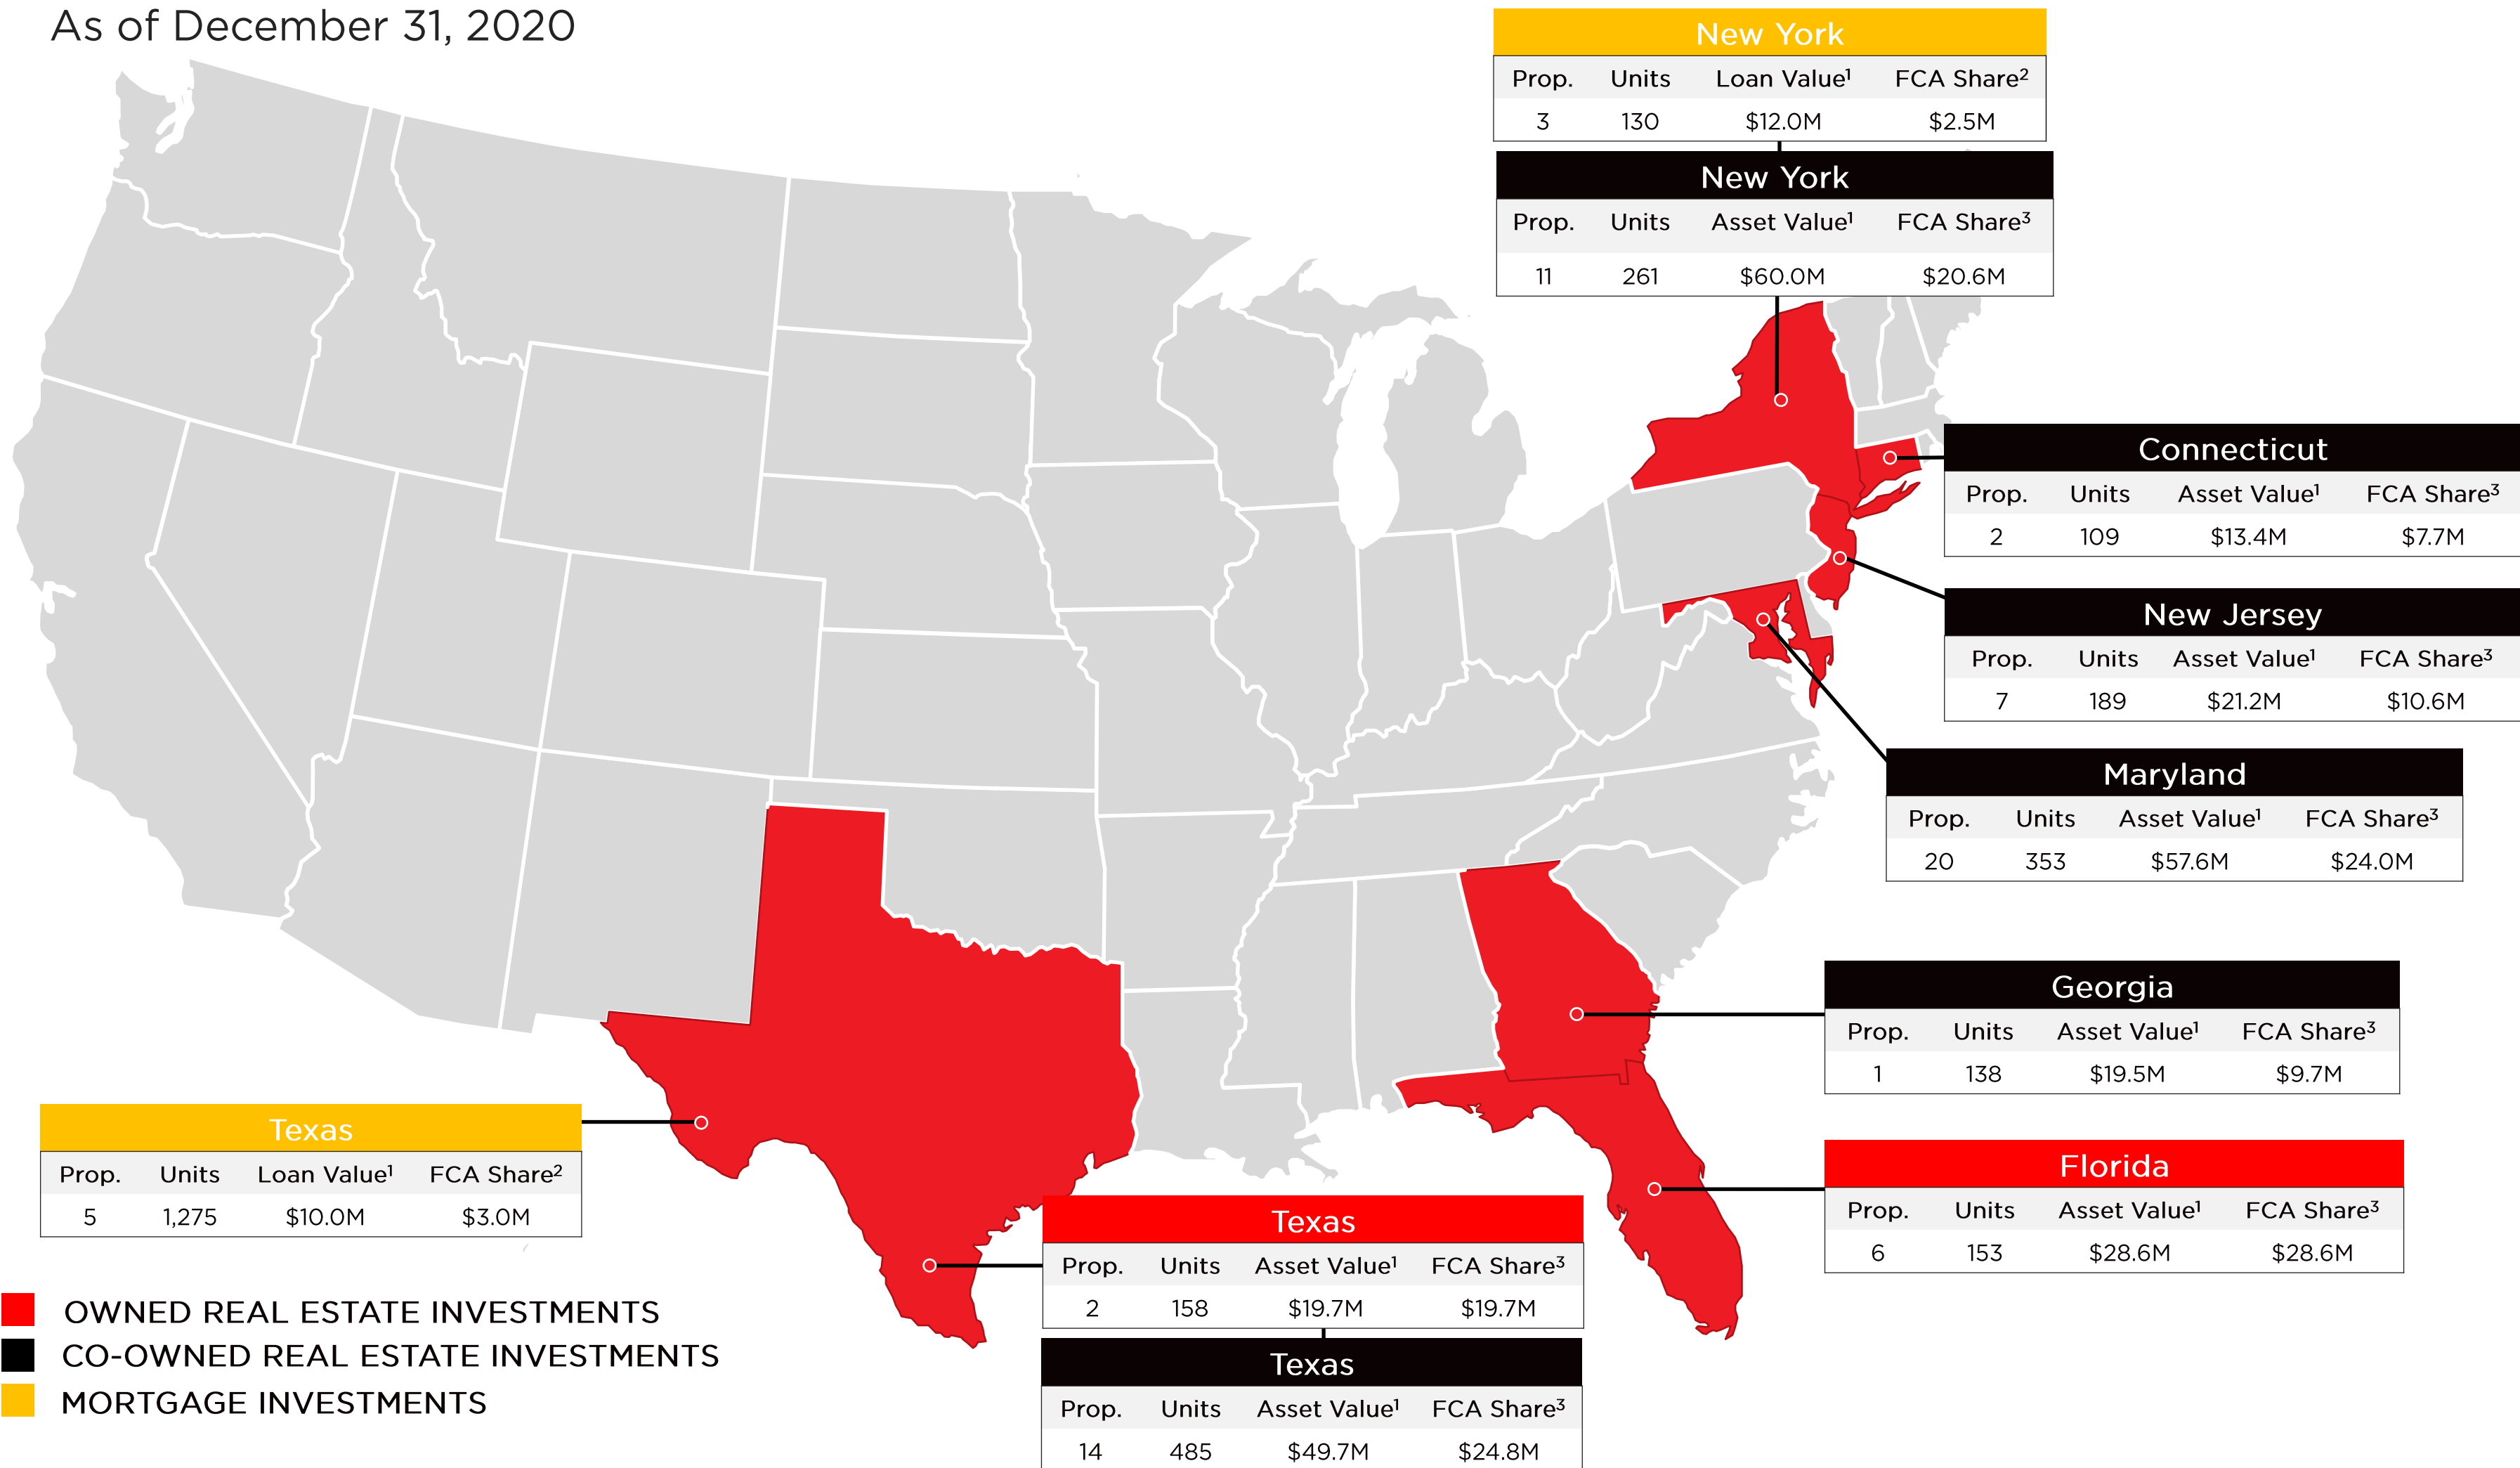 As of December 31, 2020
New York
Prop. Units Loan Value¹ FCA Share²
3 130 $12.0M $2.5M
New York
Prop. Units Asset Value¹ FCA Share³
11 261 $60.0M $20.6M
Connecticut
Prop. Units Asset Value¹ FCA Share³
2 109 $13.4M $7.7M
New Jersey
Prop. Units Asset Value¹ FCA Share³
7 189 $21.2M $10.6M
Maryland
Prop. Units Asset Value¹ FCA Share³
20 353 $57.6M $24.0M
Georgia
Prop. Units Asset Value¹ FCA Share³
1 138 $19.5M $9.7M
Florida
Prop. Units Asset Value¹ FCA Share³
6 153 $28.6M $28.6M
Texas
Prop. Units Loan Value¹ FCA Share²
5 1,275 $10.0M $3.0M
Texas
Prop. Units Asset Value¹ FCA Share³
2 158 $19.7M $19.7M
Texas
Prop. Units Asset Value¹ FCA Share³
14 485 $49.7M $24.8M
OWNED REAL ESTATE INVESTMENTS
CO-OWNED REAL ESTATE INVESTMENTS
MORTGAGE INVESTMENTS